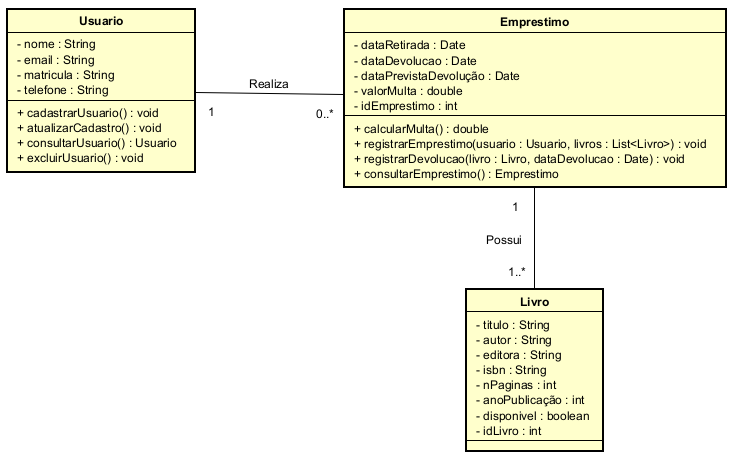 Usuario
- nome : String
- email : String
- matricula : String
- telefone : String
+ cadastrarUsuario() : void
+ atualizarCadastro() : void
+ consultarUsuario() : Usuario
+ excluirUsuario() : void
Realiza
1
0..*
Emprestimo
- dataRetirada : Date
- dataDevolucao : Date
- dataPrevistaDevolução : Date
- valorMulta : double
- idEmprestimo : int
+ calcularMulta() : double
+ registrarEmprestimo(usuario : Usuario, livros : List<Livro>) : void
+ registrarDevolucao(livro : Livro, dataDevolucao : Date) : void
+ consultarEmprestimo() : Emprestimo
1
Possui
1..*
Livro
- titulo : String
- autor : String
- editora : String
- isbn : String
- nPaginas : int
- anoPublicação : int
- disponivel : boolean
- idLivro : int